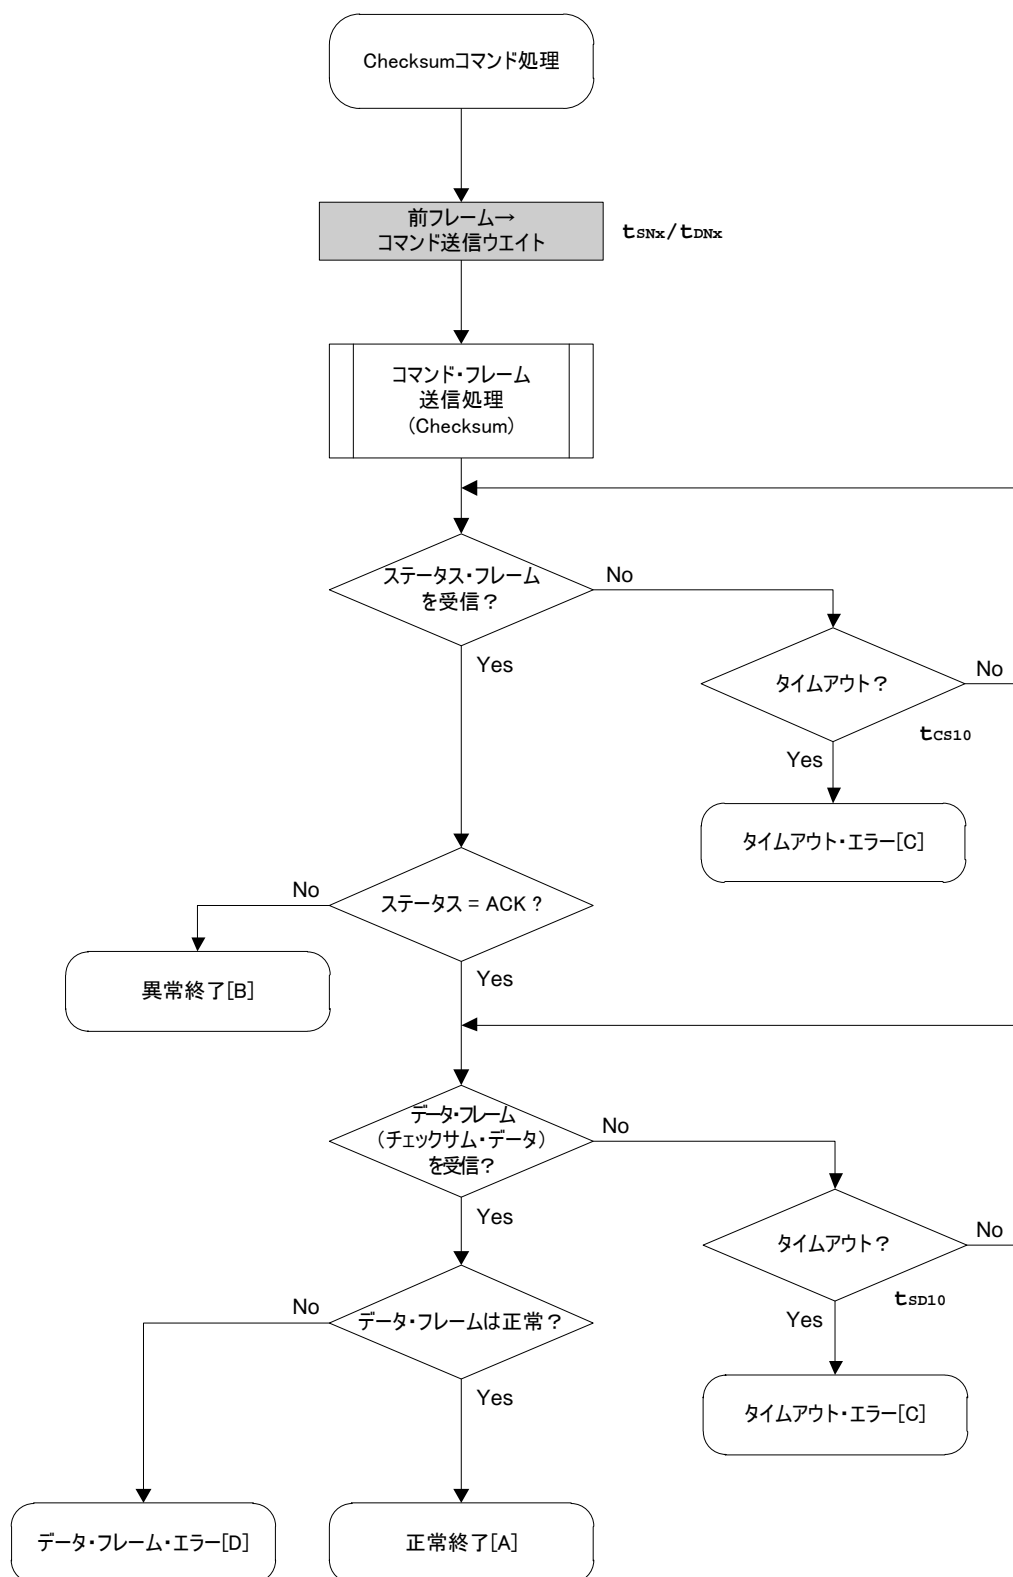 Checksumコマンド処理
前フレーム→
コマンド送信ウエイト
tSNx/tDNx
コマンド・フレーム
送信処理
(Checksum)
ステータス・フレーム
を受信？
No
Yes
タイムアウト？
No
tCS10
Yes
タイムアウト・エラー[C]
ステータス = ACK？
No
異常終了[B]
Yes
データ・フレーム
(チェックサム・データ)
を受信？
No
Yes
タイムアウト？
No
tSD10
Yes
タイムアウト・エラー[C]
データ・フレームは正常？
No
Yes
データ・フレーム・エラー[D]
正常終了[A]